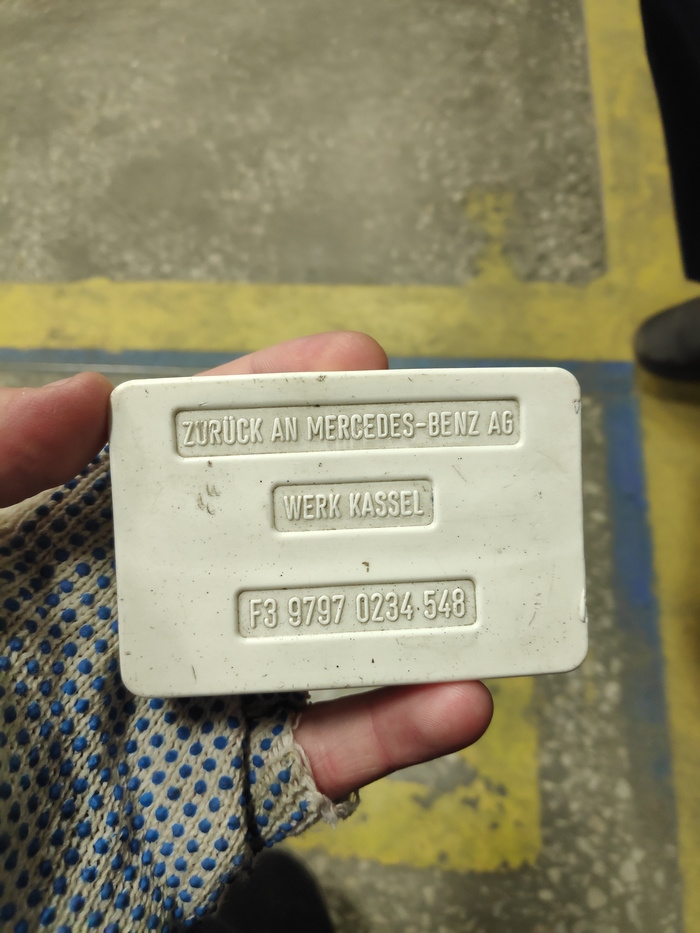 ZURÜCK AN MERCEDES-BENZ AG
WERK KASSEL
F3 9797 0234 548